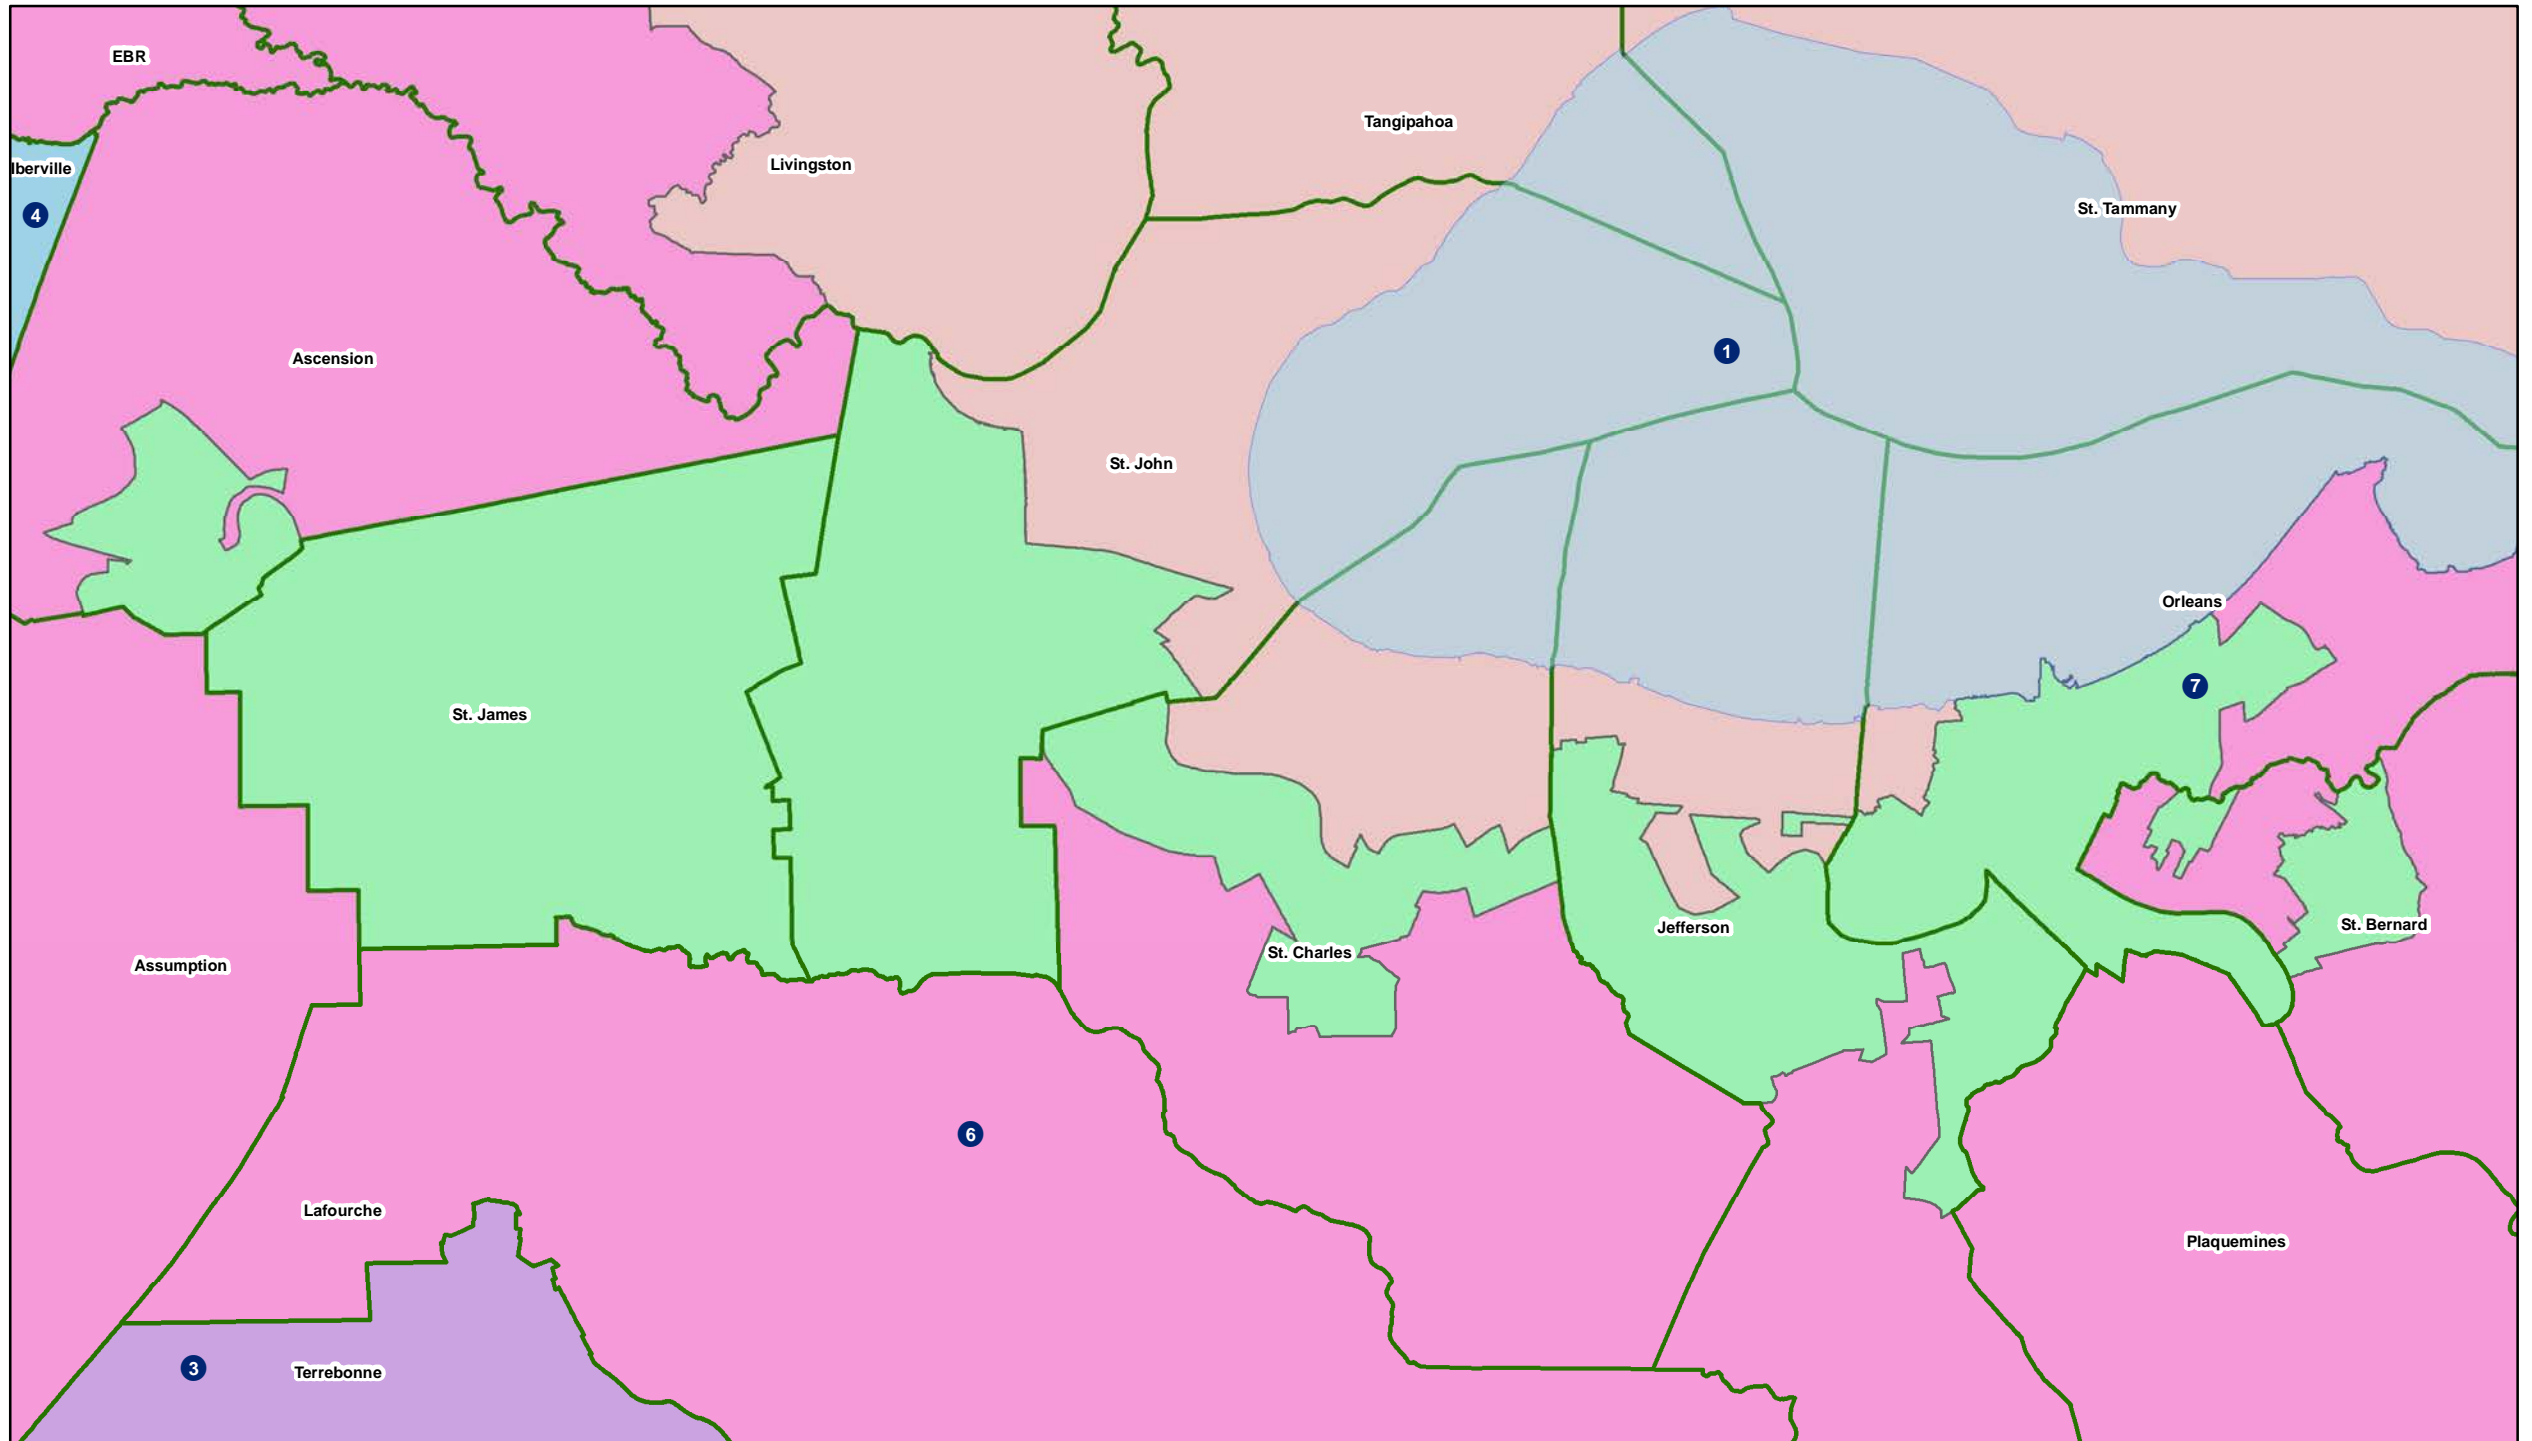 EBR
Tangipahoa
Livingston
Iberville
St. Tammany
4
1
Ascension
St. John
Orleans
7
St. James
St. Bernard
Jefferson
St. Charles
Assumption
6
Lafourche
Plaquemines
3
Terrebonne